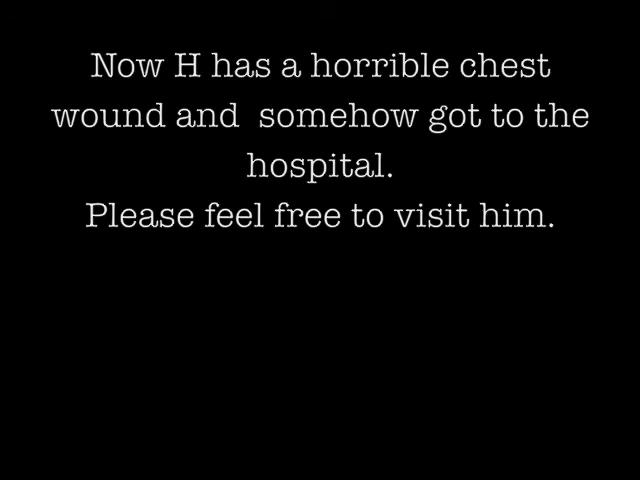 Now H has a horrible chest
wound and  somehow got to the
hospital.
Please feel free to visit him.